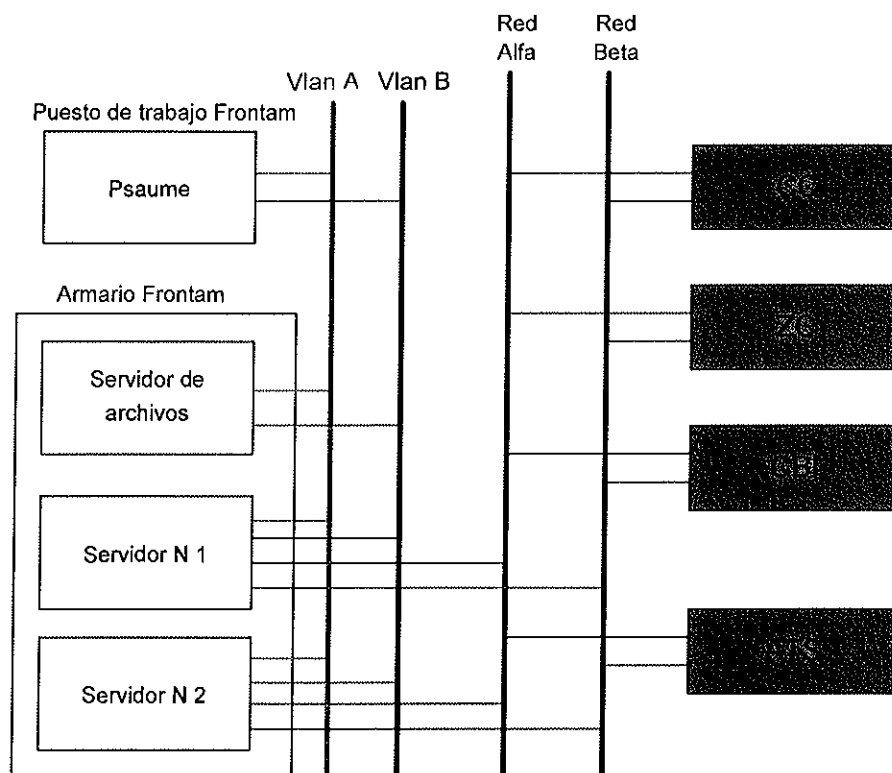 Red
Alfa
Red
Beta
Vlan A
Vlan B
Puesto de trabajo Frontam
Psaume
Armario Frontam
Servidor de
archivos
Servidor N 1
Servidor N 2